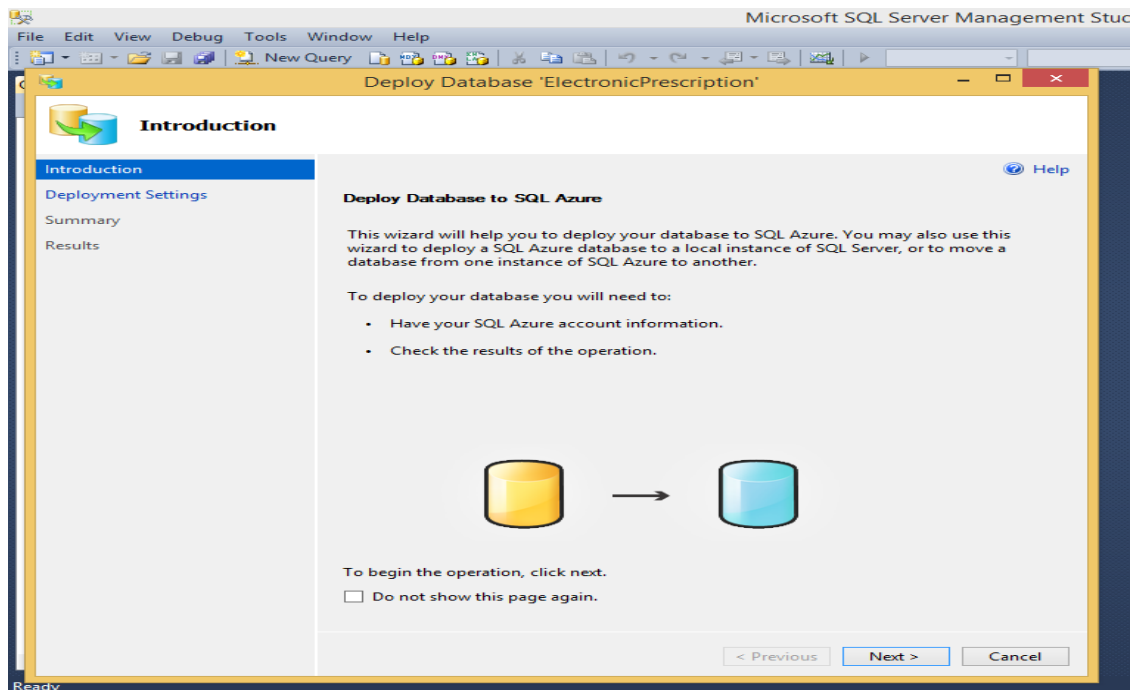 Microsoft SQL Server Management Stud
File Edit View Debug Tools Window Help
New Query
Deploy Database 'ElectronicPrescription'
Introduction
Introduction
Deployment Settings
Summary
Results
Help
Deploy Database to SQL Azure
This wizard will help you to deploy your database to SQL Azure. You may also use this
wizard to deploy a SQL Azure database to a local instance of SQL Server, or to move a
database from one instance of SQL Azure to another.
To deploy your database you will need to:
• Have your SQL Azure account information.
• Check the results of the operation.
To begin the operation, click next.
Do not show this page again.
< Previous Next > Cancel
Ready